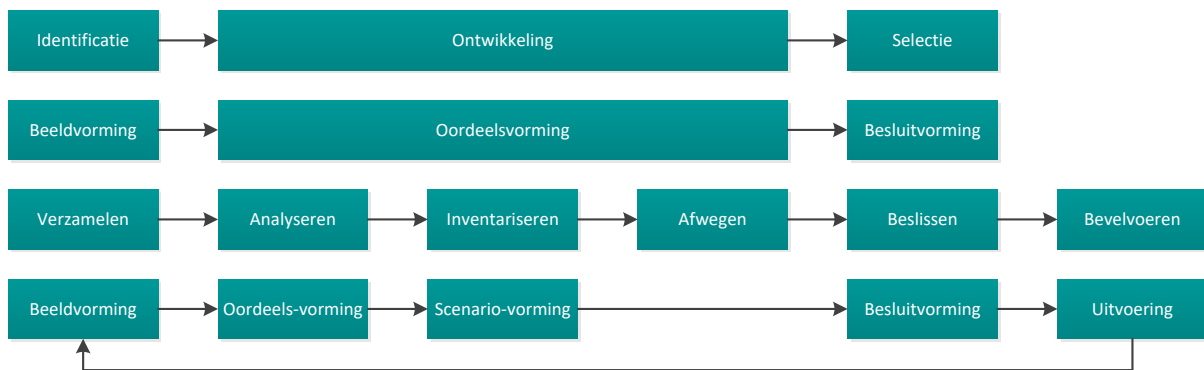 Identificatie
Ontwikkeling
Selectie
Beeldvorming
Oordeelsvorming
Besluitvorming
Verzamelen
Analyseren
Inventariseren
Afwegen
Beslissen
Bevelvoeren
Beeldvorming
Oordeels-vorming
Scenario-vorming
Besluitvorming
Uitvoering